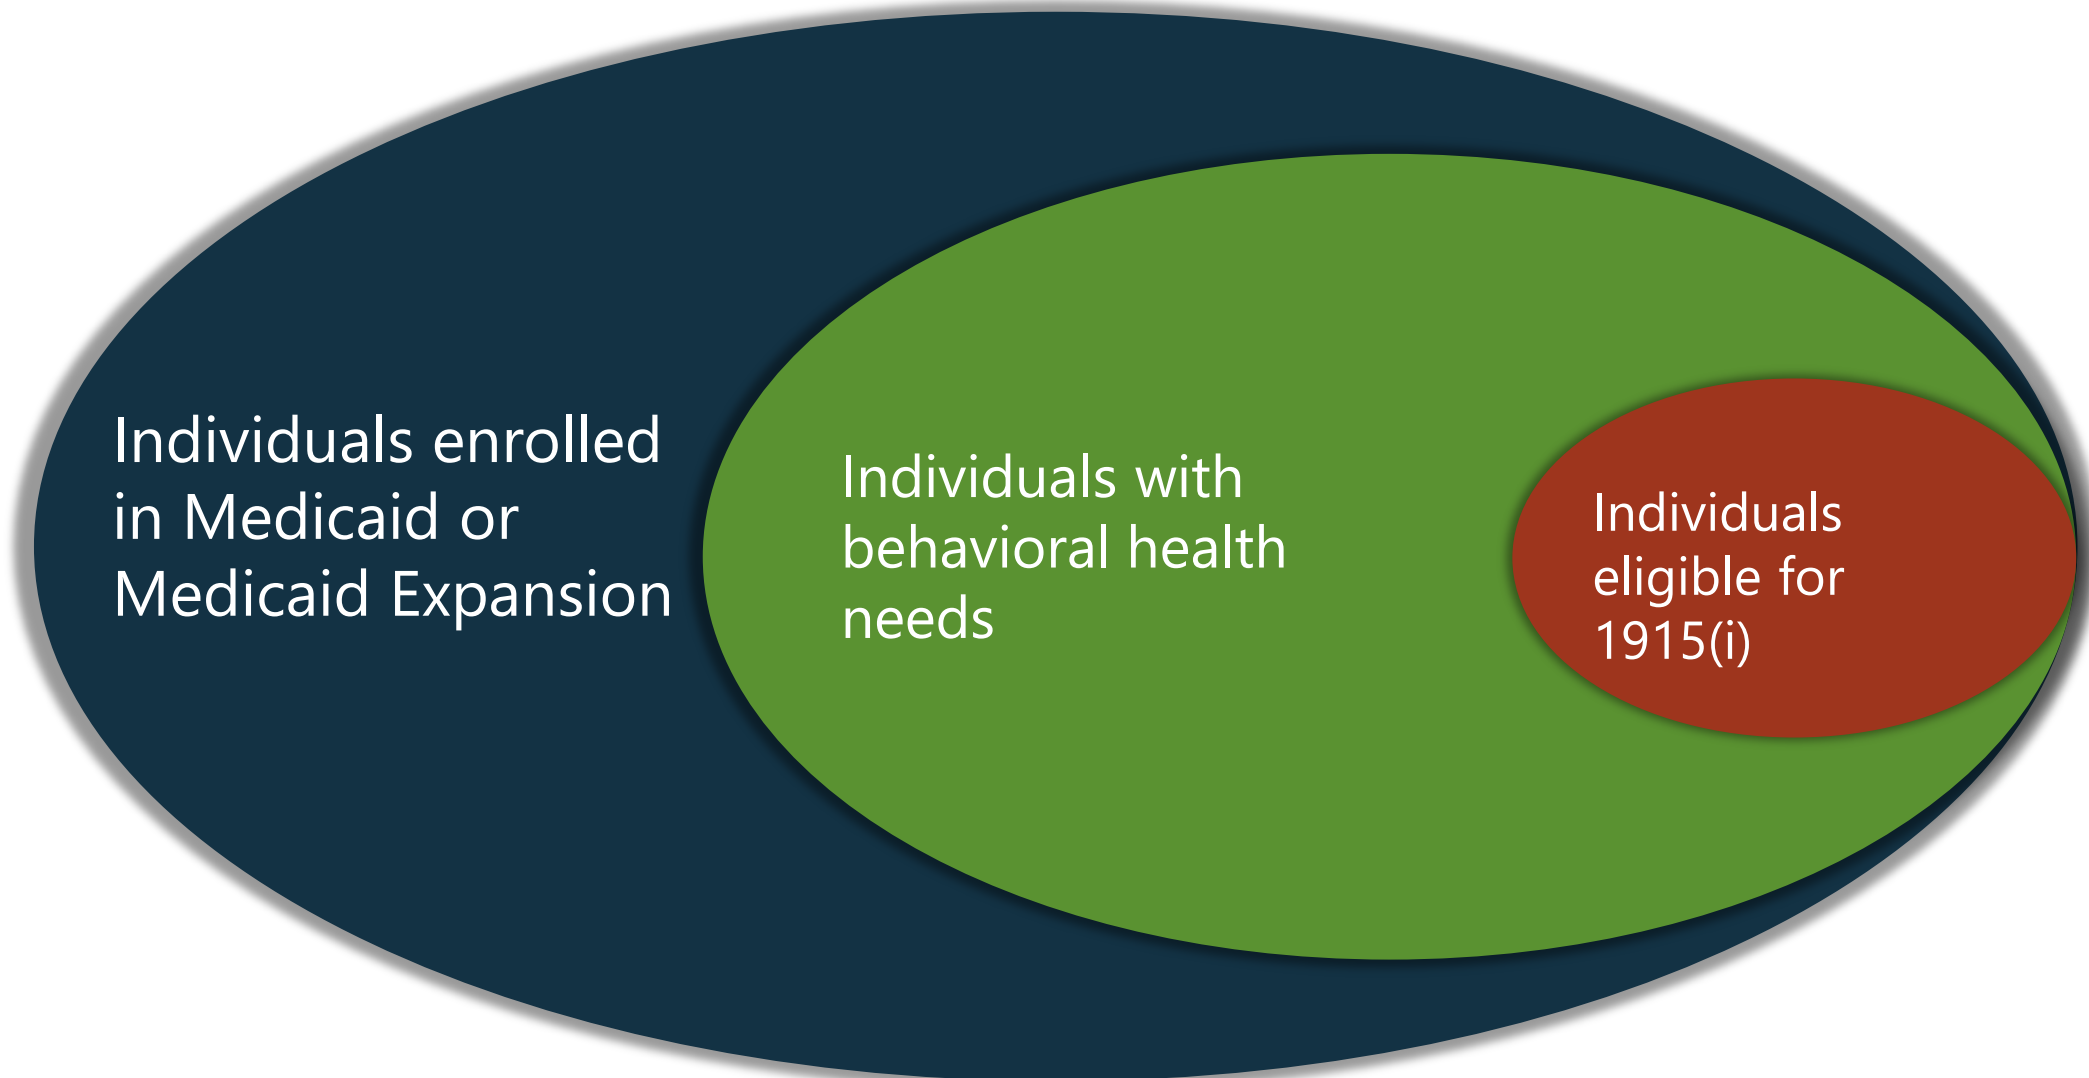 Individuals enrolled
in Medicaid or
Medicaid Expansion
Individuals with
behavioral health
needs
Individuals
eligible for
1915(i)